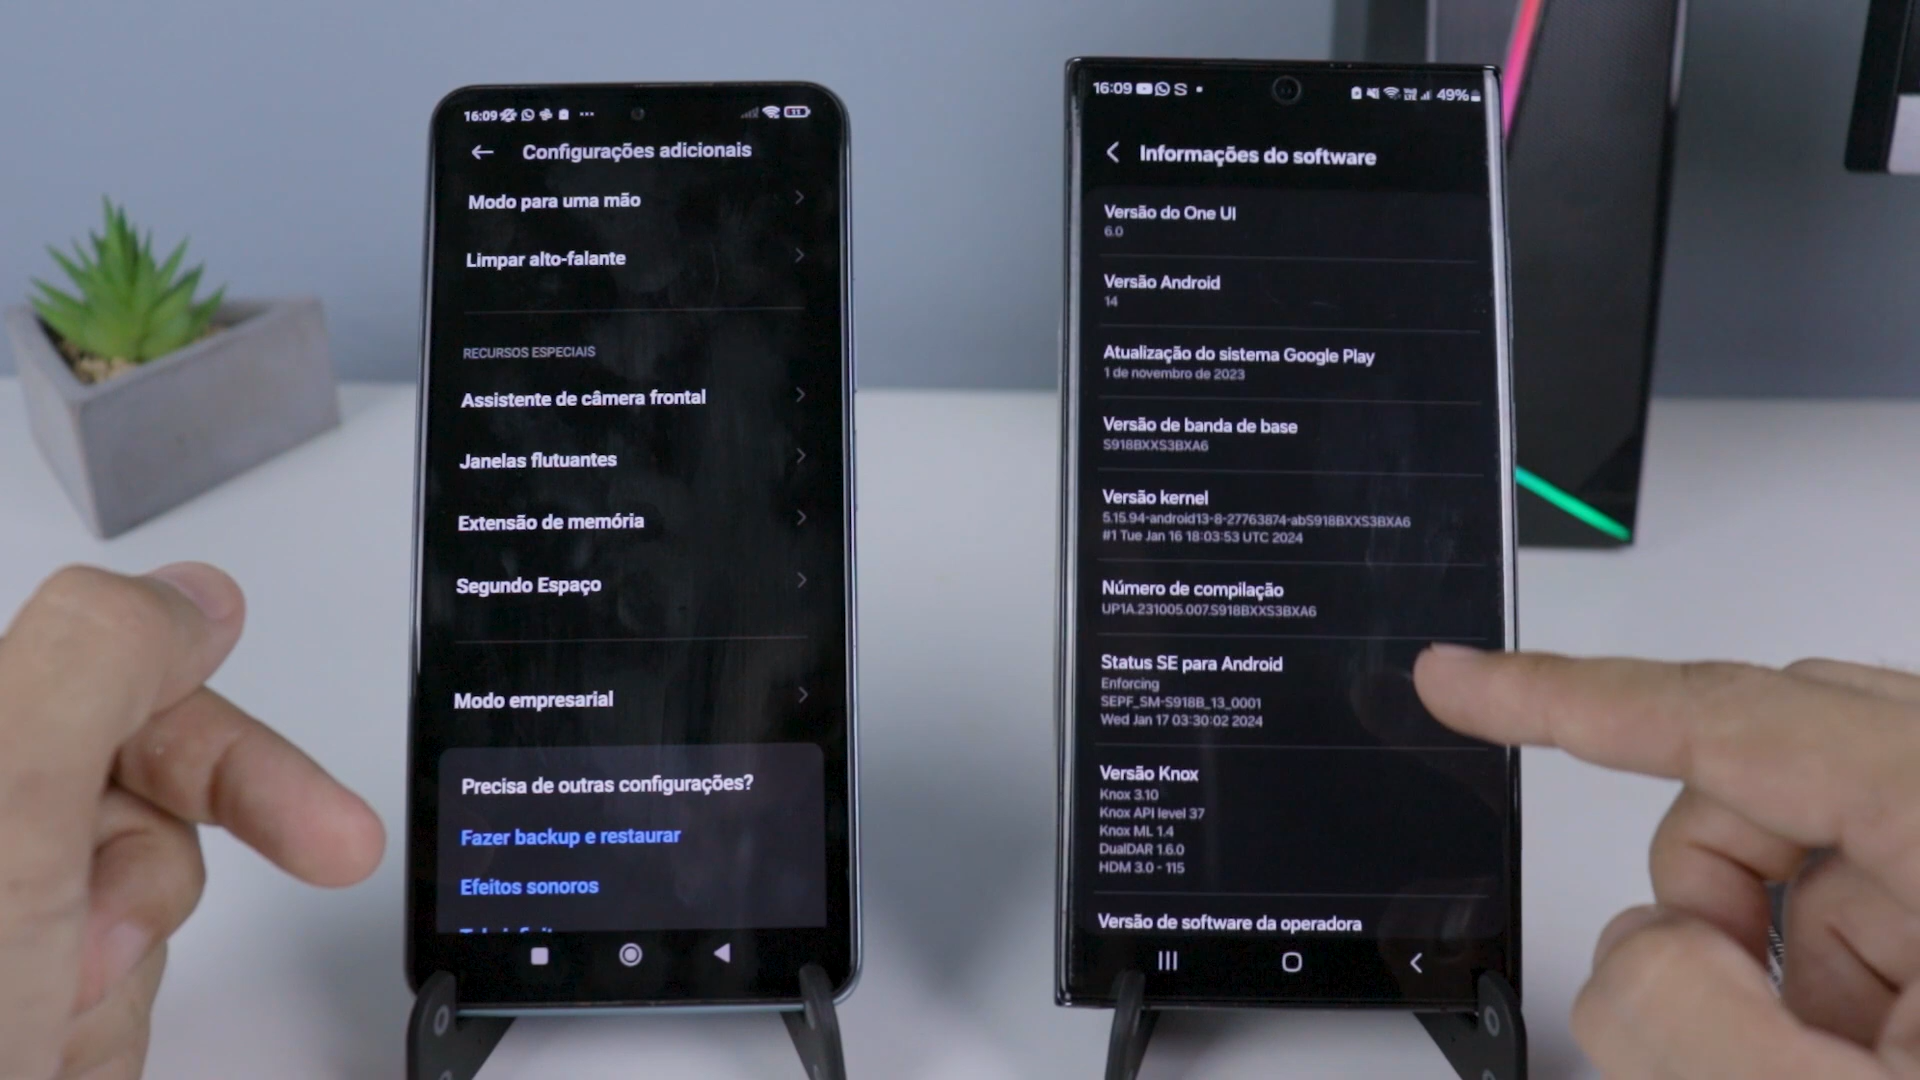 16:09
Configurações adicionais
Modo para uma mão
Limpar alto-falante
RECURSOS ESPECIAIS
Assistente de câmera frontal
Janelas flutuantes
Extensão de memória
Segundo Espaço
Modo empresarial
Precisa de outras configurações?
Fazer backup e restaurar
Efeitos sonoros
16:09 49%
Informações do software
Versão do One UI
6.0
Versão Android
14
Atualização do sistema Google Play
1 de novembro de 2023
Versão de banda de base
S918BXXS3BXA6
Versão kernel
5.15.94-android13-8-27763874-abS918BXXS3BXA6
#1 Tue Jan 16 18:03:53 UTC 2024
Número de compilação
UP1A.231005.007.S918BXXS3BXA6
Status SE para Android
Enforcing
SEPF_SM-S918B_13_0001
Wed Jan 17 03:30:02 2024
Versão Knox
Knox 3.10
Knox API level 37
Knox ML 1.4
DualDAR 1.6.0
HDM 3.0 - 115
Versão de software da operadora